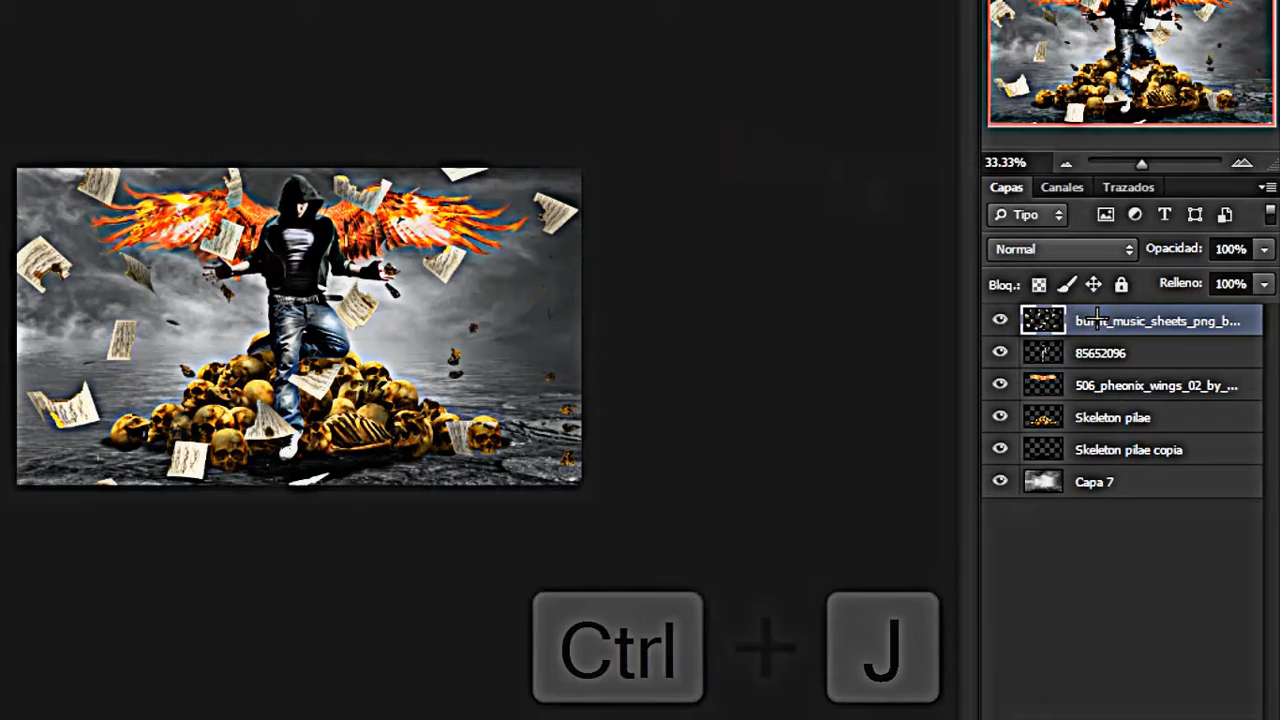 33.33%
Capas Canales Trazados
Tipo
Normal Opacidad: 100%
Bloq.: Relleno: 100%
burnt_music_sheets_png_b...
85652096
506_pheonix_wings_02_by_...
Skeleton pilae
Skeleton pilae copia
Capa 7
Ctrl + J